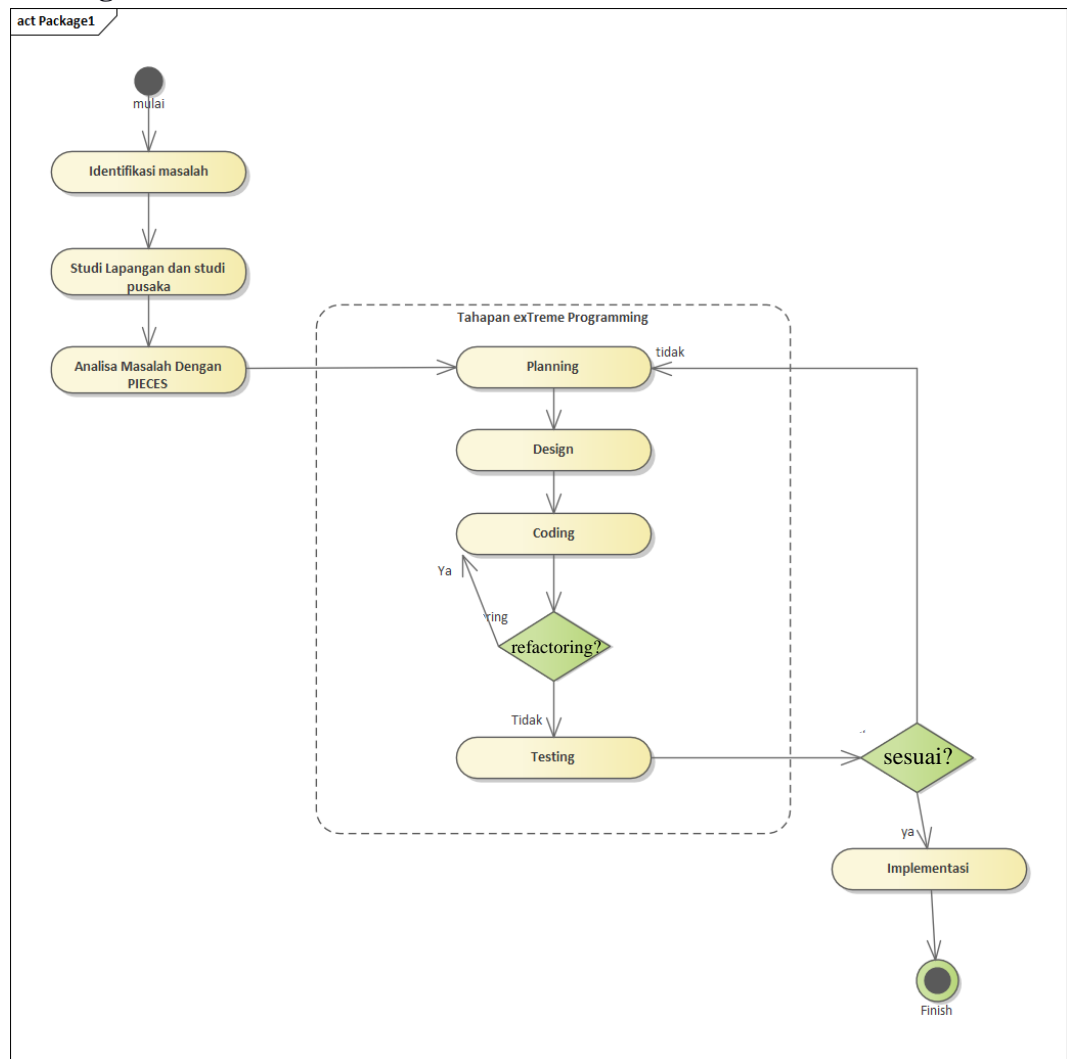 act Package1
mulai
Identifikasi masalah
Studi Lapangan dan studi
pusaka
Analisa Masalah Dengan
PIECES
Tahapan exTreme Programming
Planning
tidak
Design
Coding
Ya
ring
refactoring?
Tidak
Testing
sesuai?
ya
Implementasi
Finish